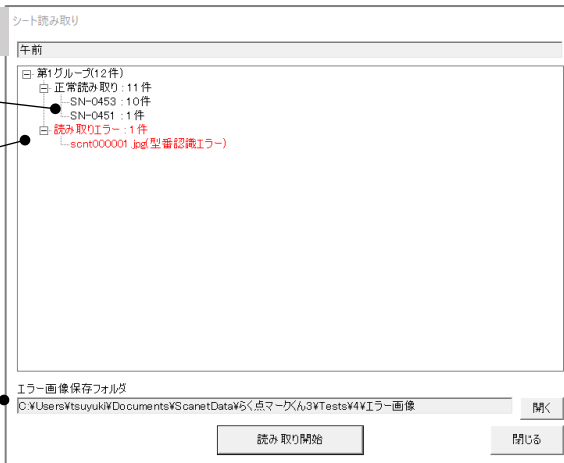 シート読み取り
午前
第1グループ(12件)
正常読み取り : 11件
SN-0453 : 10件
SN-0451 : 1件
読み取りエラー : 1件
scnt000001.jpg(型番認識エラー)
エラー画像保存フォルダ
C:¥Users¥tsuyuki¥Documents¥ScanetData¥らく点マークくん3¥Tests¥4¥エラー画像
開く
読み取り開始
閉じる